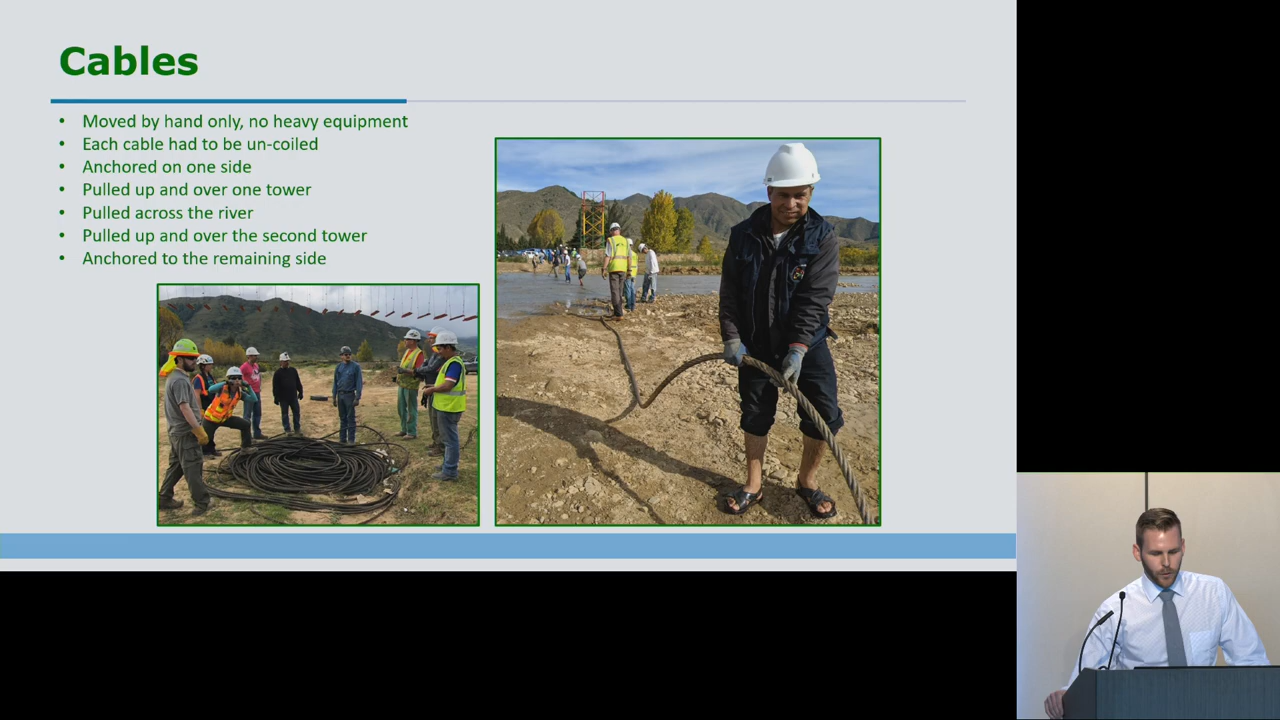 Cables
• Moved by hand only, no heavy equipment
• Each cable had to be un-coiled
• Anchored on one side
• Pulled up and over one tower
• Pulled across the river
• Pulled up and over the second tower
• Anchored to the remaining side